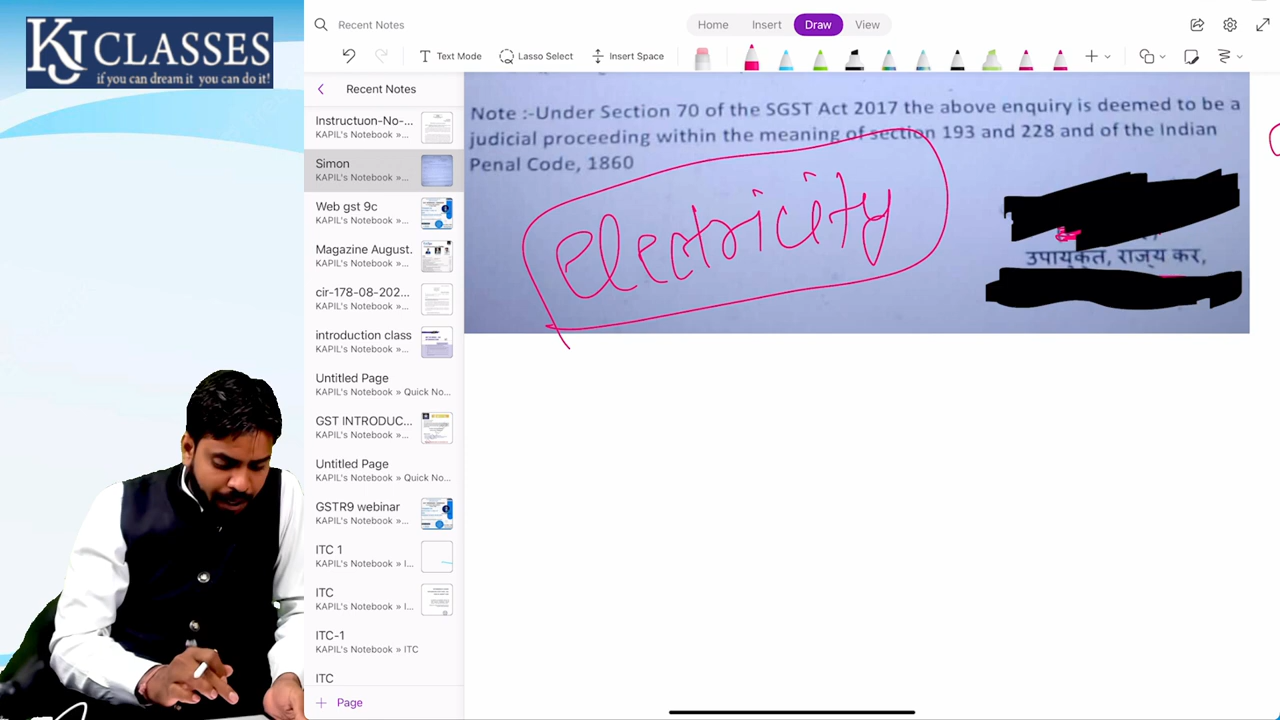 KJ CLASSES
if you can dream it you can do it!
Recent Notes
Home
Insert
Draw
View
Text Mode
Lasso Select
Insert Space
Recent Notes
Instructuon-No-...
KAPIL's Notebook »...
Simon
KAPIL's Notebook »...
Web gst 9c
KAPIL's Notebook »...
Magazine august.
KAPIL's Notebook »...
cir-178-08-202...
KAPIL's Notebook »...
introduction class
KAPIL's Notebook »...
Untitled Page
KAPIL's Notebook » Quick No...
GST INTRODUC...
KAPIL's Notebook »...
Untitled Page
KAPIL's Notebook » Quick No...
GSTR9 webinar
KAPIL's Notebook »...
ITC 1
KAPIL's Notebook » I...
ITC
KAPIL's Notebook » I...
ITC-1
KAPIL's Notebook » ITC
ITC
Page
Note :-Under Section 70 of the SGST Act 2017 the above enquiry is deemed to be a
judicial proceeding within the meaning of section 193 and 228 and of the Indian
Penal Code, 1860
Electricity
उपायुक्त, राज्य कर,